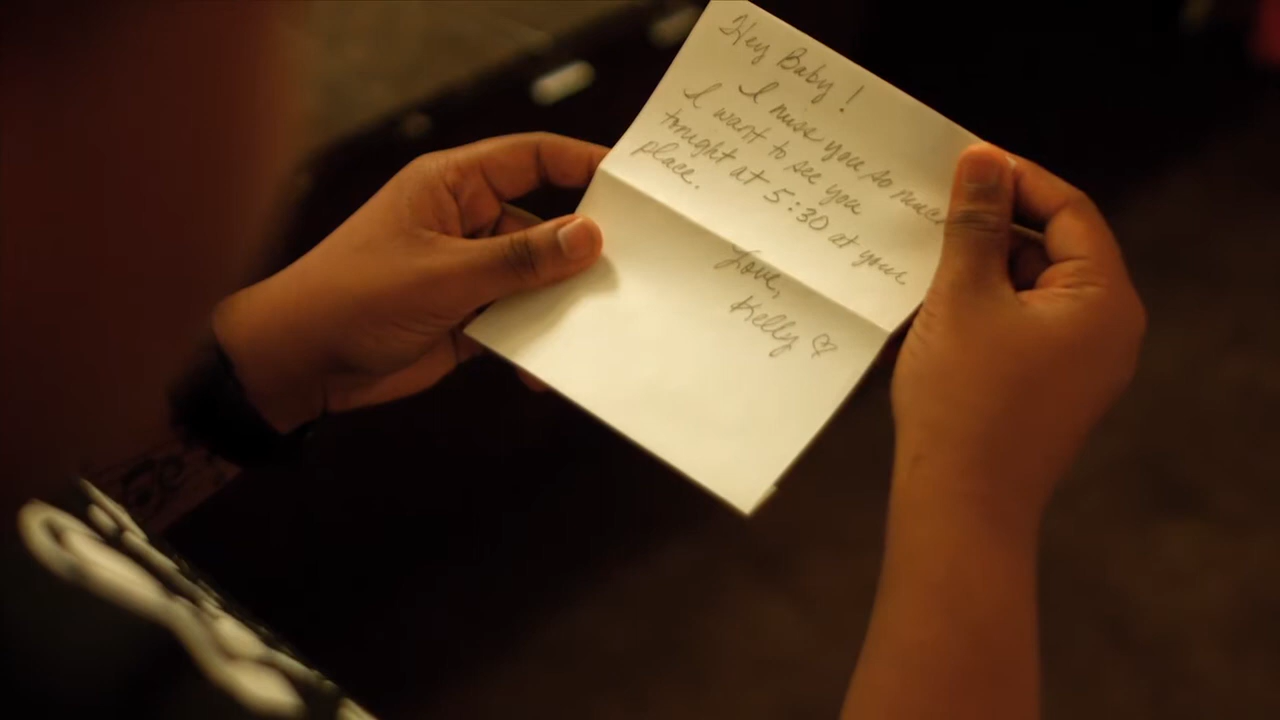 Hey Baby!
I miss you so much
I want to see you
tonight at 5:30 at your
place.
Love,
Kelly ♡